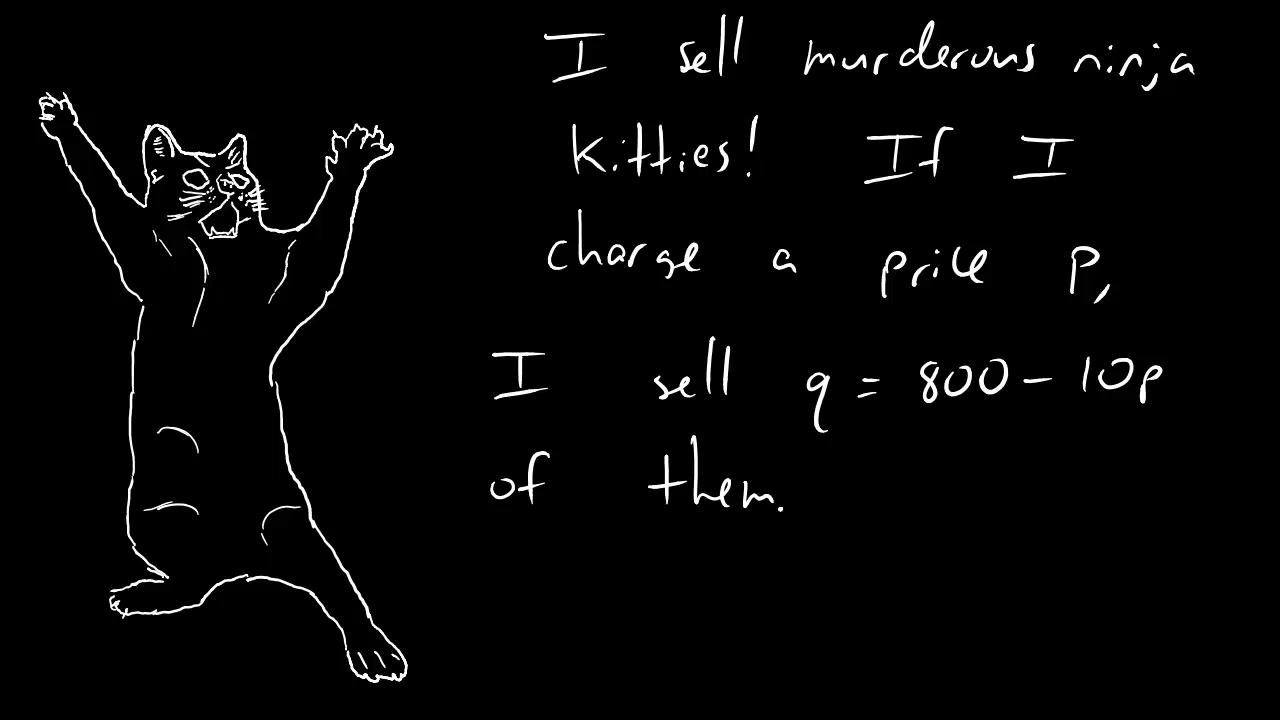 I sell murderous ninja
kitties! If I
charge a price p,
I sell q = 800 - 10p
of them.